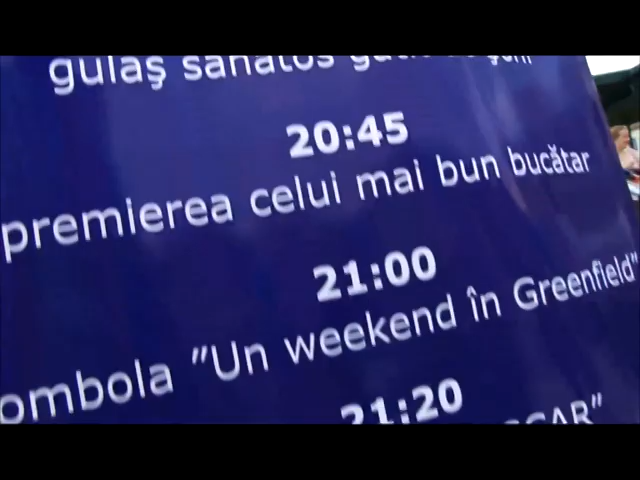 gulaş sănătos
20:45
premierea celui mai bun bucătar
21:00
ombola "Un weekend în Greenfield"
21:20